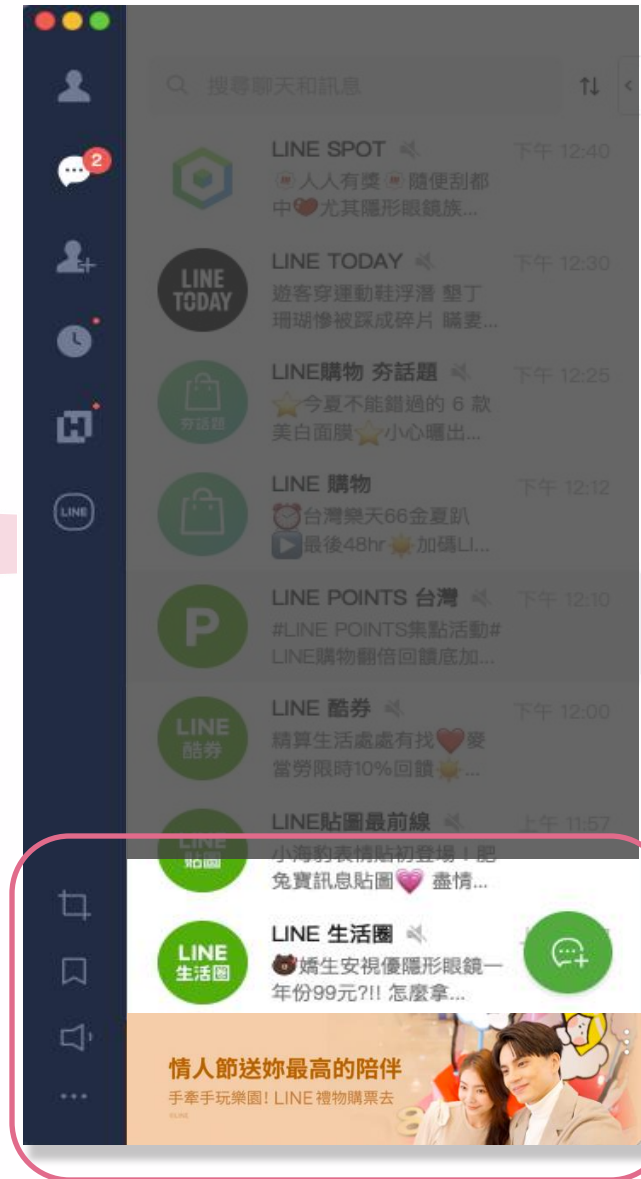 搜尋聊天和訊息
2
LINE SPOT 下午 12:40
人人有獎 隨便刮都
中❤️尤其隱形眼鏡族...
LINE TODAY
LINE TODAY 下午 12:30
遊客穿運動鞋浮潛 墾丁
珊瑚慘被踩成碎片 瞞妻...
夯話題
LINE購物 夯話題 下午 12:25
⭐今夏不能錯過的 6 款
美白面膜⭐小心曬出...
LINE
LINE 購物 下午 12:12
⏰台灣樂天66金夏趴
▶️最後48hr☀️加碼LI...
P
LINE POINTS 台灣 下午 12:10
#LINE POINTS集點活動#
LINE購物翻倍回饋底加...
LINE
酷券
LINE 酷券 下午 12:00
精算生活處處有找❤️麥
當勞限時10%回饋☀️...
LINE
貼圖
LINE貼圖最前線 上午 11:57
小海豹表情貼初登場！肥
兔寶訊息貼圖💗 盡情...
LINE
生活圈
LINE 生活圈
🐻嬌生安視優隱形眼鏡一
年份99元?!! 怎麼拿...
情人節送妳最高的陪伴
手牽手玩樂園! LINE 禮物購票去